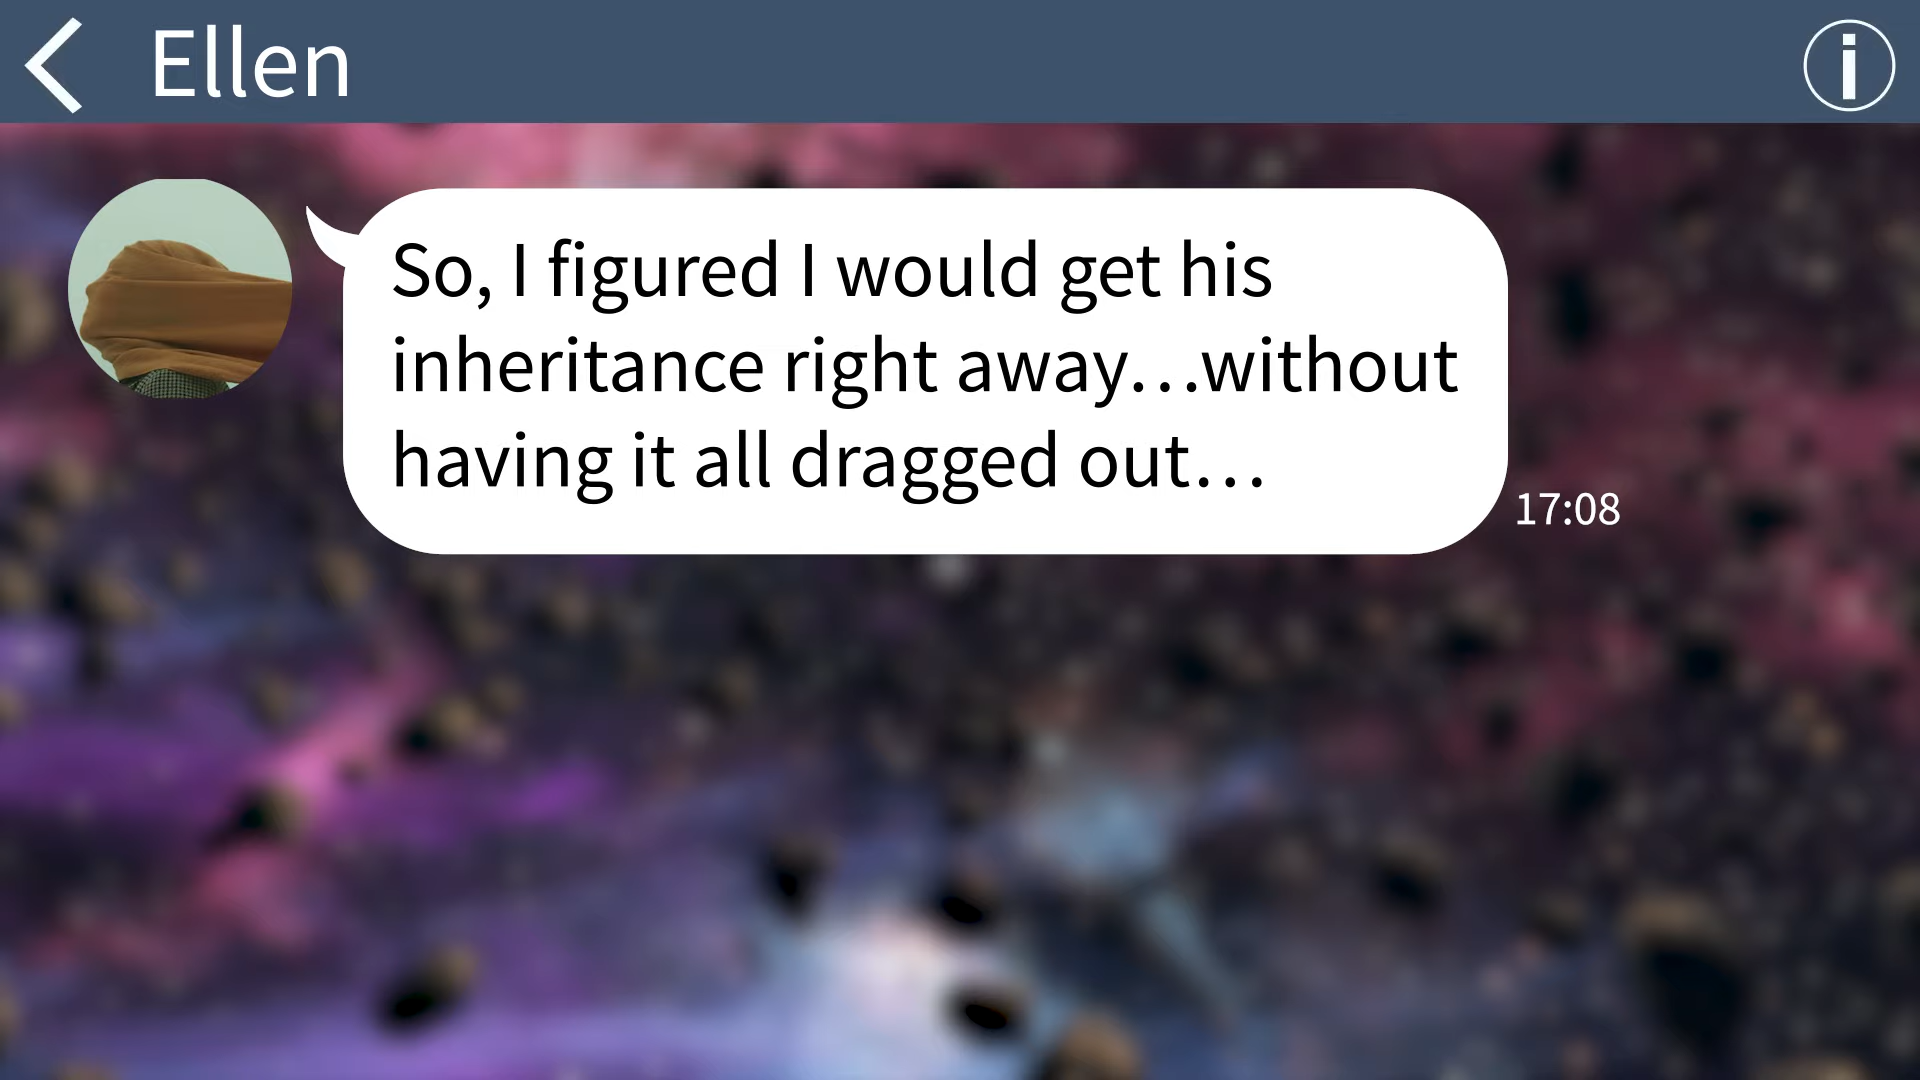 Ellen
So, I figured I would get his
inheritance right away…without
having it all dragged out…
17:08